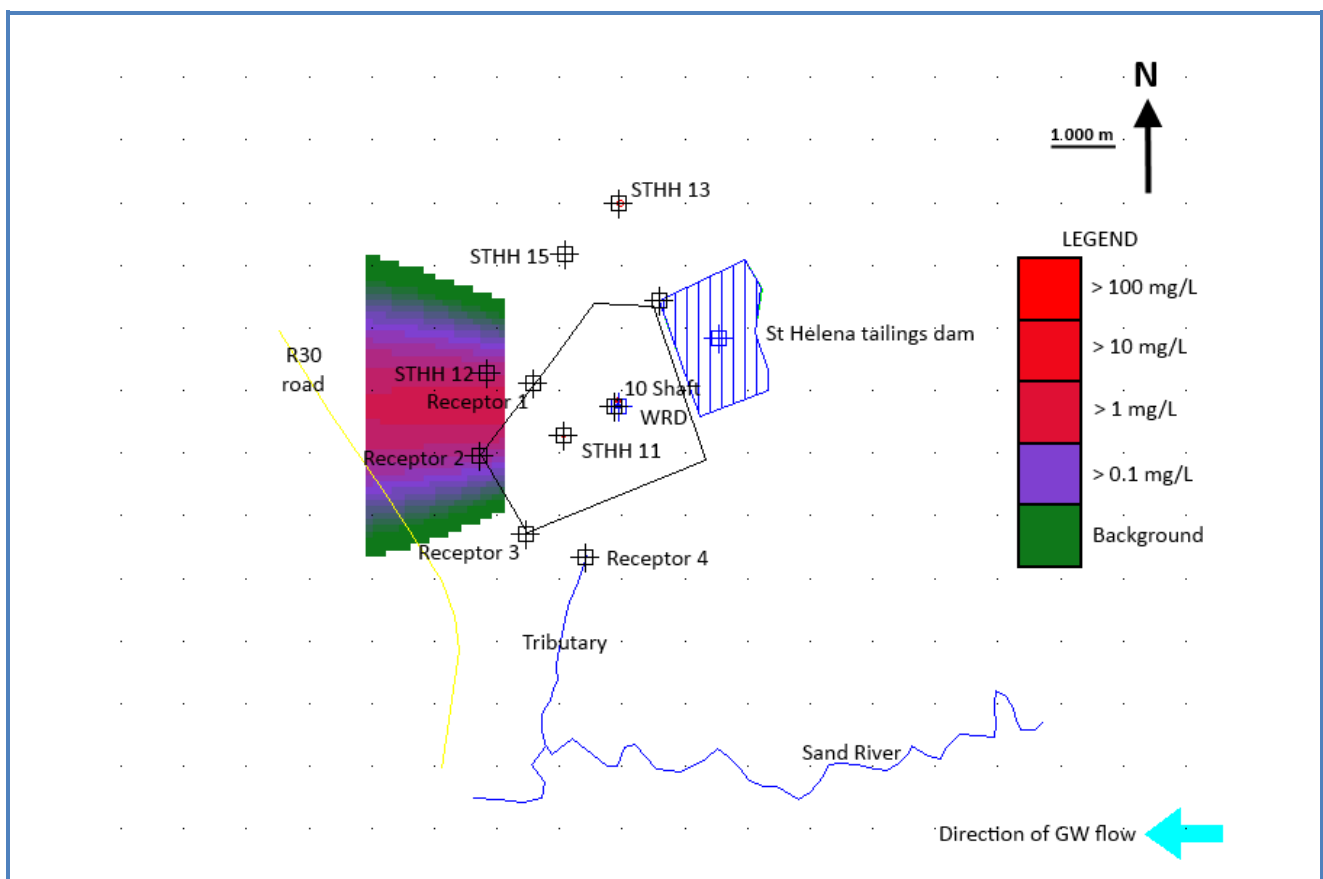 N
1.000 m
STHH 13
STHH 15
LEGEND
> 100 mg/L
St Helena tailings dam
R30
road
> 10 mg/L
STHH 12
10 Shaft
WRD
Receptor 1
> 1 mg/L
STHH 11
Receptor 2
> 0.1 mg/L
Background
Receptor 3
Receptor 4
Tributary
Sand River
Direction of GW flow